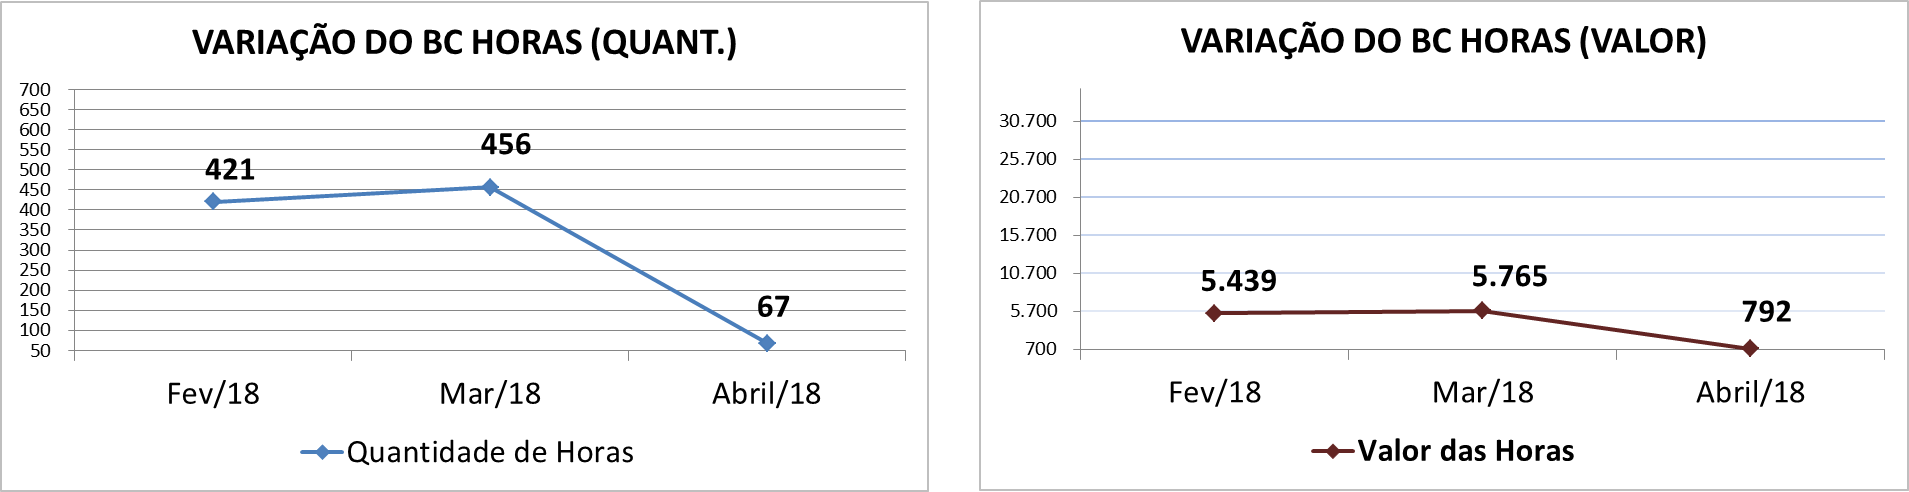 VARIAÇÃO DO BC HORAS (QUANT.)
700
650
600
550
500
450
400
350
300
250
200
150
100
50
421
456
67
Fev/18
Mar/18
Abril/18
Quantidade de Horas
VARIAÇÃO DO BC HORAS (VALOR)
30.700
25.700
20.700
15.700
10.700
5.700
700
5.439
5.765
792
Fev/18
Mar/18
Abril/18
Valor das Horas